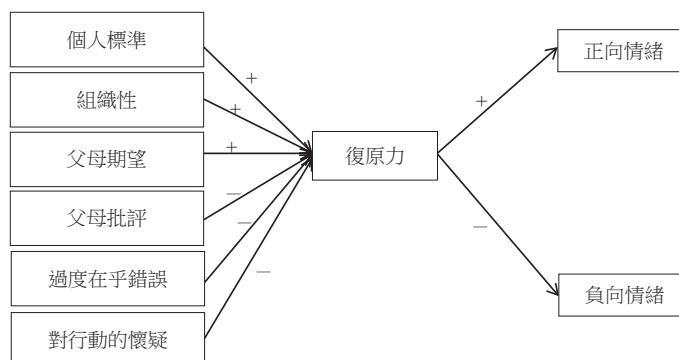 個人標準
組織性
父母期望
父母批評
過度在乎錯誤
對行動的懷疑
+
+
+
—
—
—
復原力
+
—
正向情緒
負向情緒